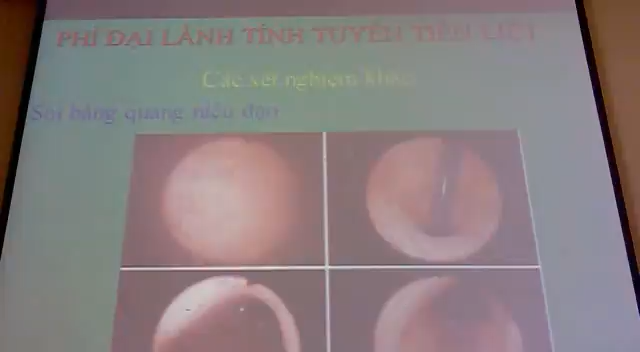 PHÌ ĐẠI LÀNH TÍNH TUYẾN TIỀN LIỆT
Các xét nghiệm khác
Soi bàng quang niệu đạo